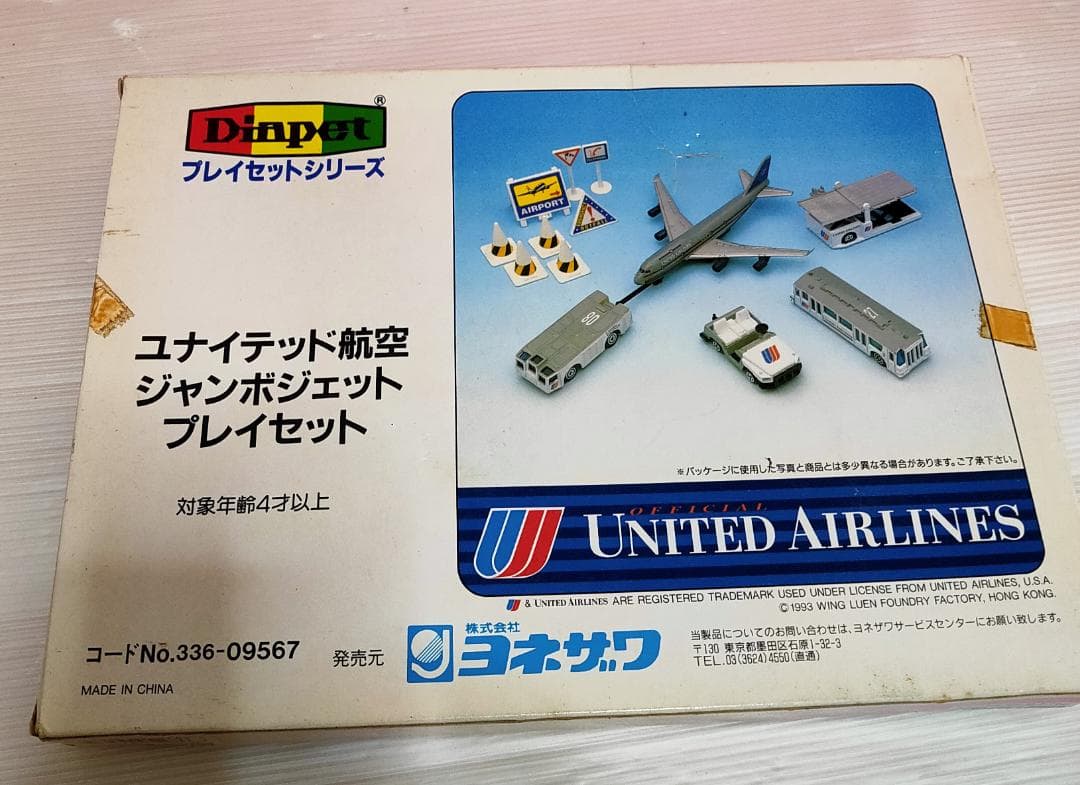 Dinpet®
プレイセットシリーズ
AIRPORT
80
ユナイテッド航空
ジャンボジェット
プレイセット
対象年齢4才以上
※パッケージに使用した写真と商品とは多少異なる場合があります。ご了承下さい。
OFFICIAL
UNITED AIRLINES
& UNITED AIRLINES ARE REGISTERED TRADEMARK USED UNDER LICENSE FROM UNITED AIRLINES, U.S.A.
© 1993 WING LUEN FOUNDRY FACTORY, HONG KONG.
コードNo.336-09567
発売元
株式会社
ヨネザワ
当製品についてのお問い合わせは、ヨネザワサービスセンターにお願い致します。
〒130 東京都墨田区石原1-32-3
TEL.03(3624)4550(直通)
MADE IN CHINA